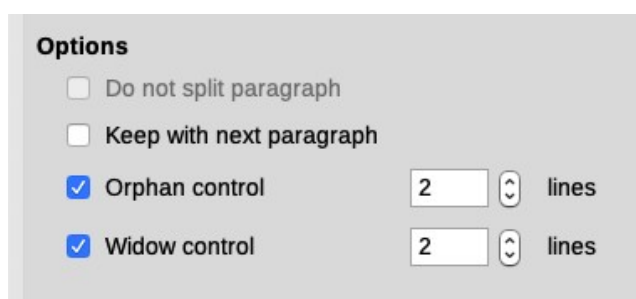 Options
Do not split paragraph
Keep with next paragraph
Orphan control 2 lines
Widow control 2 lines